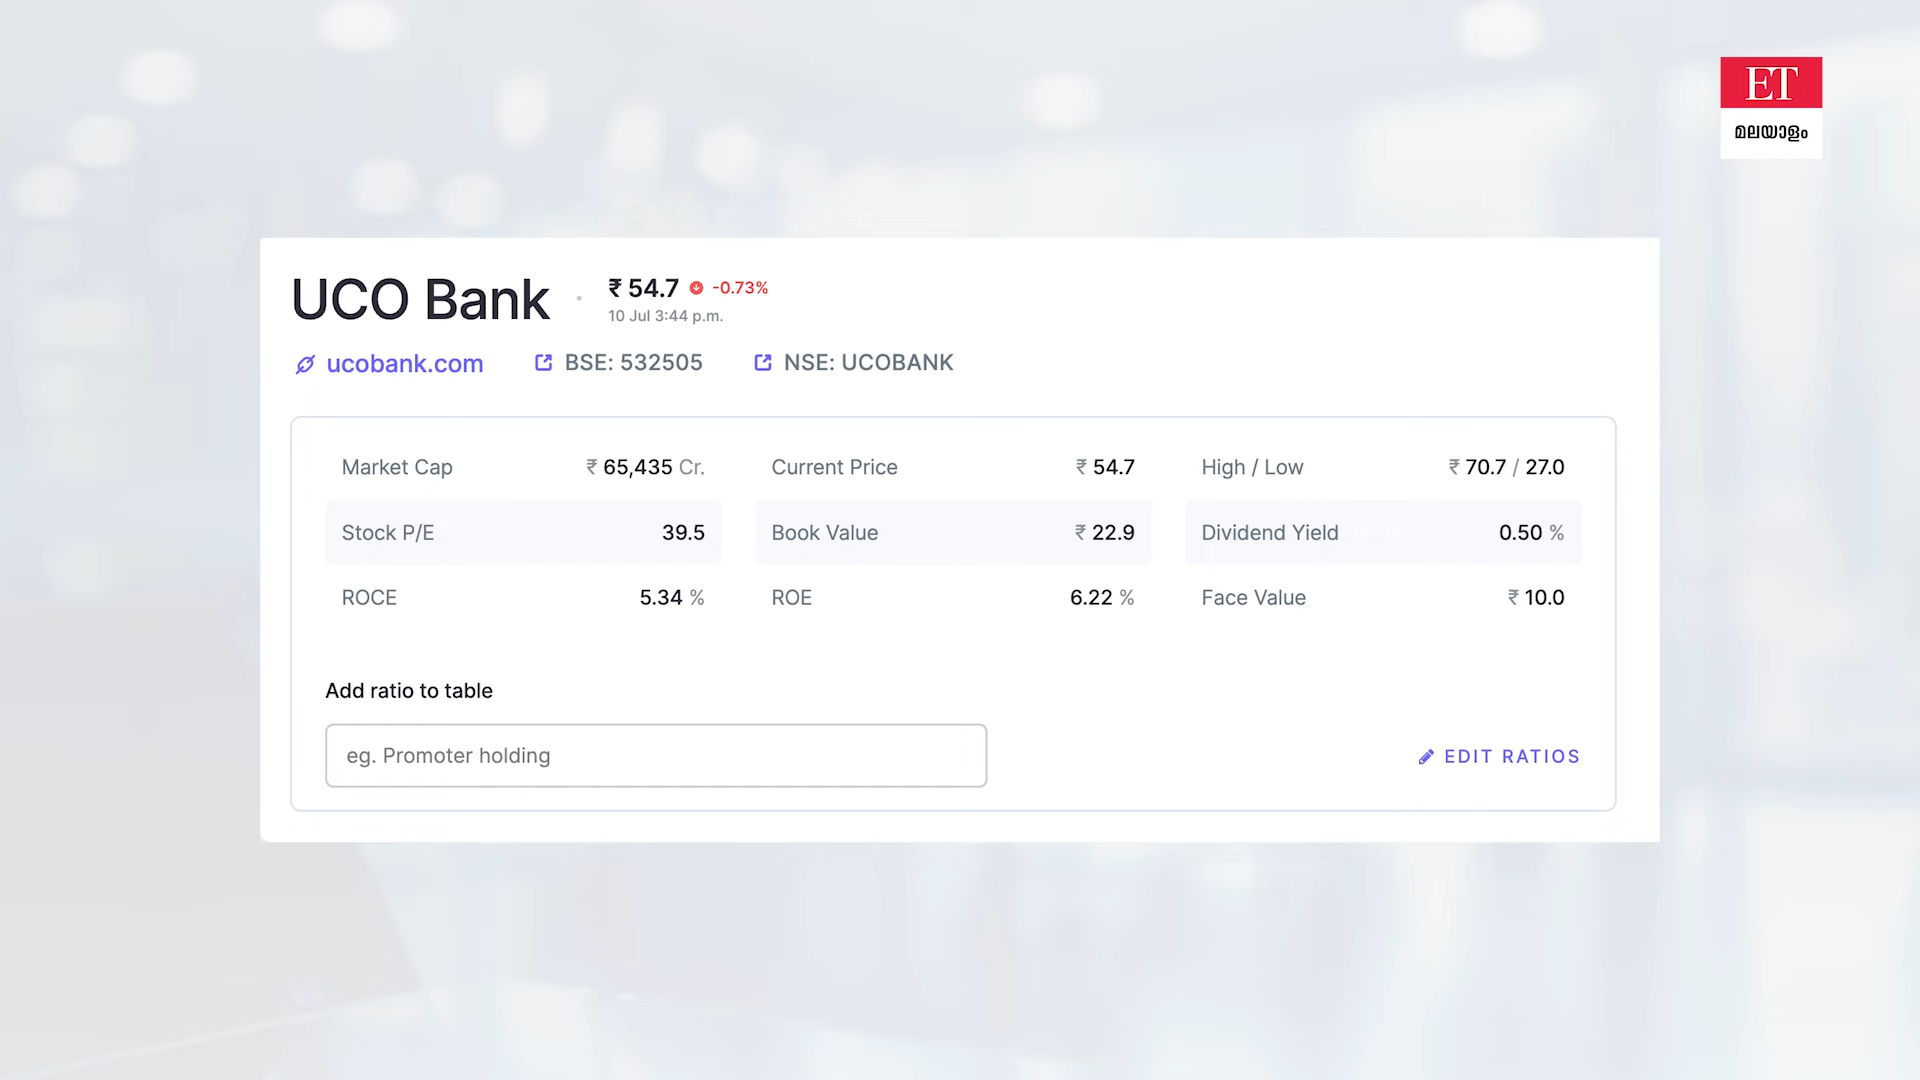 ET
മലയാളം
UCO Bank
₹ 54.7 -0.73%
10 Jul 3:44 p.m.
ucobank.com BSE: 532505 NSE: UCOBANK
Market Cap ₹ 65,435 Cr. Current Price ₹ 54.7 High / Low ₹ 70.7 / 27.0
Stock P/E 39.5 Book Value ₹ 22.9 Dividend Yield 0.50 %
ROCE 5.34 % ROE 6.22 % Face Value ₹ 10.0
Add ratio to table
eg. Promoter holding EDIT RATIOS